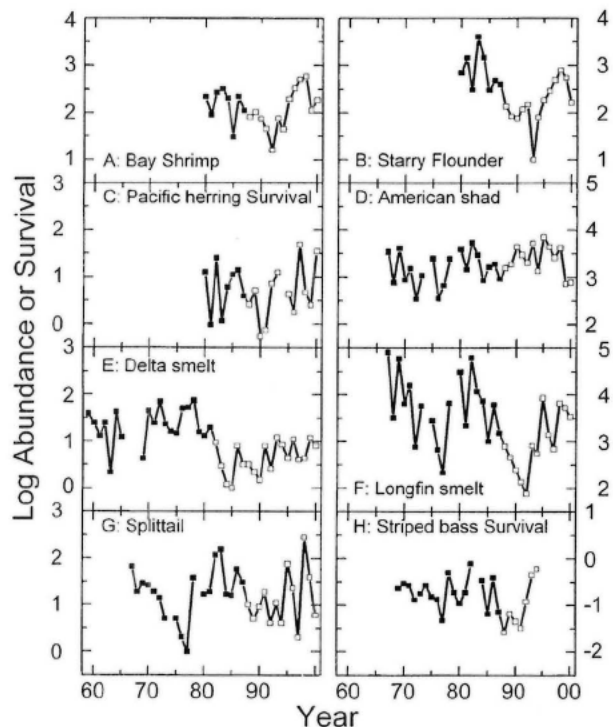 Log Abundance or Survival
4
3
2
1
A: Bay Shrimp
4
3
2
1
B: Starry Flounder
3
2
1
0
C: Pacific herring Survival
5
4
3
2
D: American shad
3
2
1
0
E: Delta smelt
5
4
3
2
F: Longfin smelt
3
2
1
0
G: Splittail
1
0
-1
-2
H: Striped bass Survival
60 70 80 90 60 70 80 90 00
Year